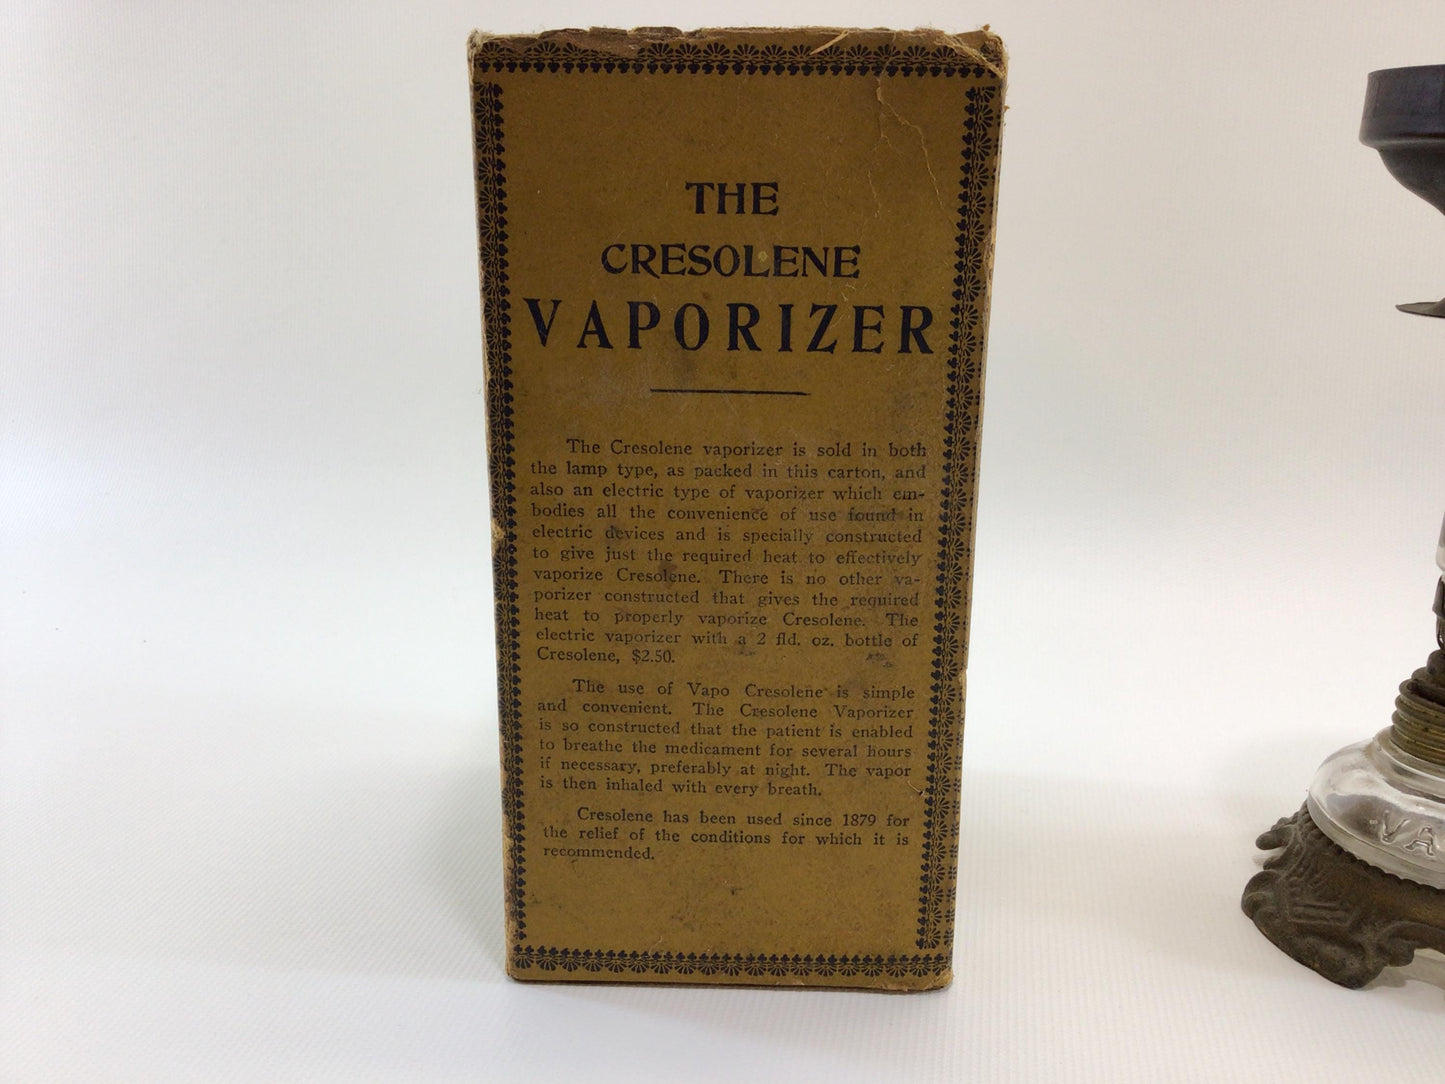 THE
CRESOLENE
VAPORIZER
The Cresolene vaporizer is sold in both
the lamp type, as packed in this carton, and
also an electric type of vaporizer which em-
bodies all the convenience of use found in
electric devices and is specially constructed
to give just the required heat to effectively
vaporize Cresolene. There is no other va-
porizer constructed that gives the required
heat to properly vaporize Cresolene. The
electric vaporizer with a 2 fld. oz. bottle of
Cresolene, $2.50.
The use of Vapo Cresolene is simple
and convenient. The Cresolene Vaporizer
is so constructed that the patient is enabled
to breathe the medicament for several hours
if necessary, preferably at night. The vapor
is then inhaled with every breath.
Cresolene has been used since 1879 for
the relief of the conditions for which it is
recommended.
VA